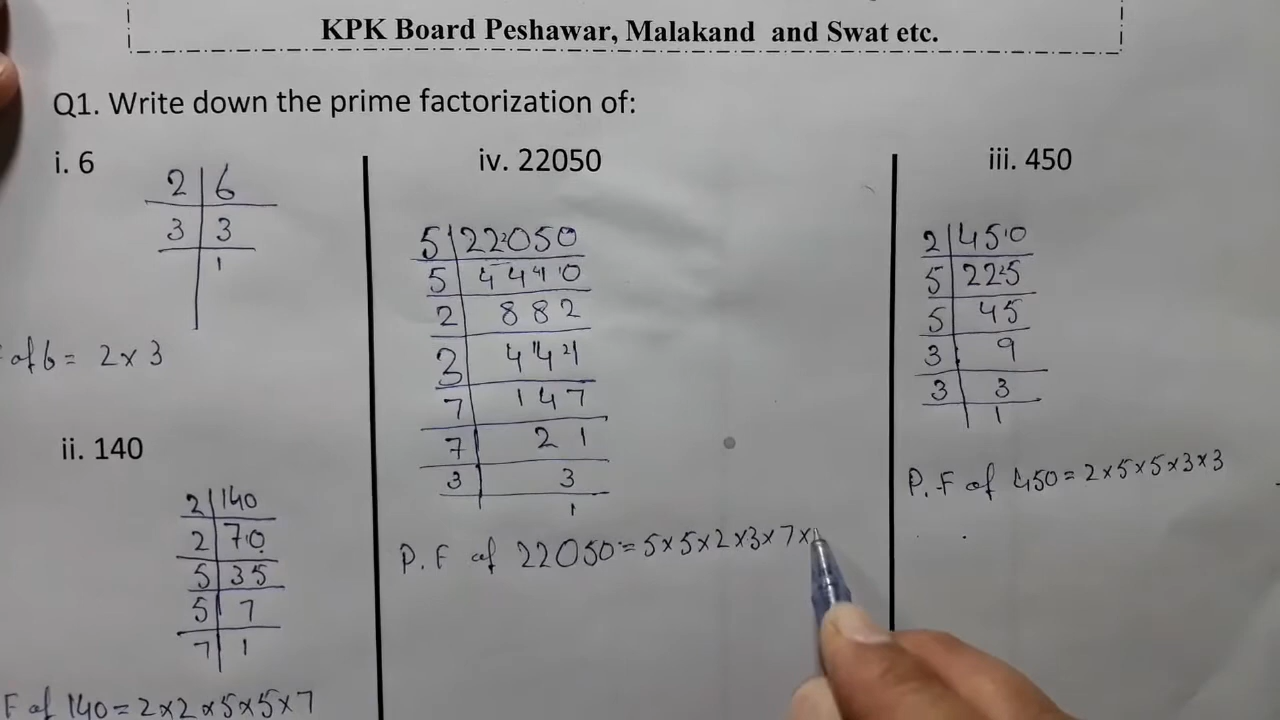 KPK Board Peshawar, Malakand and Swat etc.
Q1. Write down the prime factorization of:
i. 6
2 | 6
3 | 3
1
of 6 = 2 x 3
ii. 140
2 | 140
2 | 70
5 | 35
5 | 7
7 | 1
F of 140 = 2 x 2 x 5 x 5 x 7
iv. 22050
5 | 22050
5 | 4410
2 | 882
3 | 441
7 | 147
7 | 21
3 | 3
1
P.F of 22050 = 5 x 5 x 2 x 3 x 7 x
iii. 450
2 | 450
5 | 225
5 | 45
3 | 9
3 | 3
1
P.F of 450 = 2 x 5 x 5 x 3 x 3